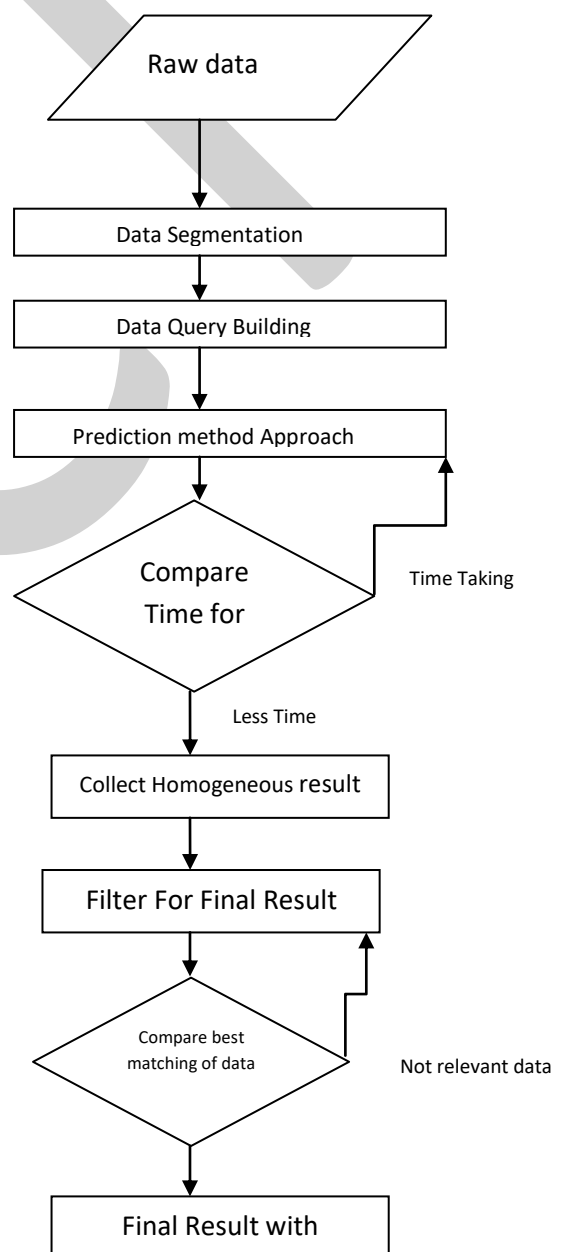 Raw data
Data Segmentation
Data Query Building
Prediction method Approach
Compare
Time for
Time Taking
Less Time
Collect Homogeneous result
Filter For Final Result
Compare best
matching of data
Not relevant data
Final Result with